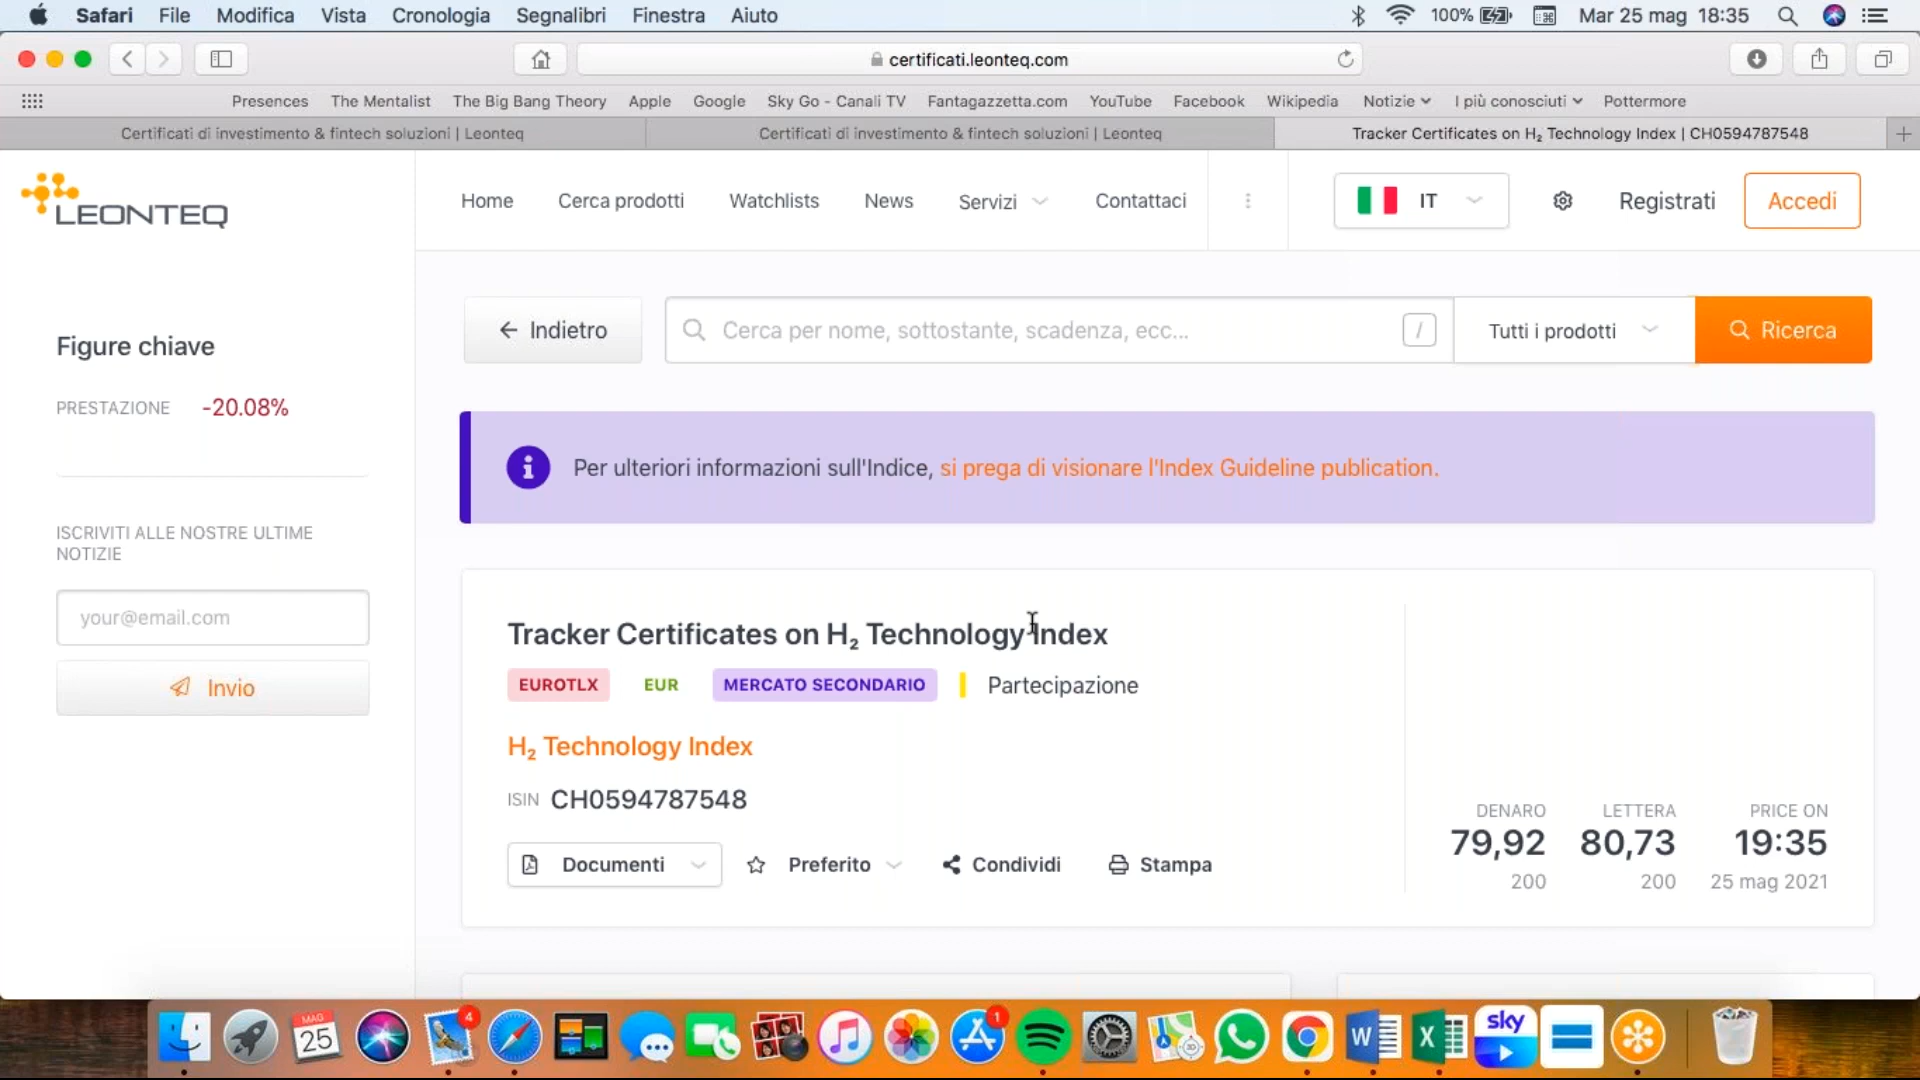 Safari File Modifica Vista Cronologia Segnalibri Finestra Aiuto 100% Mar 25 mag 18:35
certificati.leonteq.com
Presences The Mentalist The Big Bang Theory Apple Google Sky Go - Canali TV Fantagazzetta.com YouTube Facebook Wikipedia Notizie I più conosciuti Pottermore
Certificati di investimento & fintech soluzioni | Leonteq Certificati di investimento & fintech soluzioni | Leonteq Tracker Certificates on H₂ Technology Index | CH0594787548
LEONTEQ Home Cerca prodotti Watchlists News Servizi Contattaci IT Registrati Accedi
Indietro Cerca per nome, sottostante, scadenza, ecc... / Tutti i prodotti Ricerca
Figure chiave
PRESTAZIONE -20.08%
Per ulteriori informazioni sull'Indice, si prega di visionare l'Index Guideline publication.
ISCRIVITI ALLE NOSTRE ULTIME
NOTIZIE
your@email.com
Invio
Tracker Certificates on H₂ Technology Index
EUROTLX EUR MERCATO SECONDARIO Partecipazione
H₂ Technology Index
ISIN CH0594787548
DENARO LETTERA PRICE ON
79,92 80,73 19:35
200 200 25 mag 2021
Documenti Preferito Condividi Stampa
MAG
25
4
1
W
X
sky